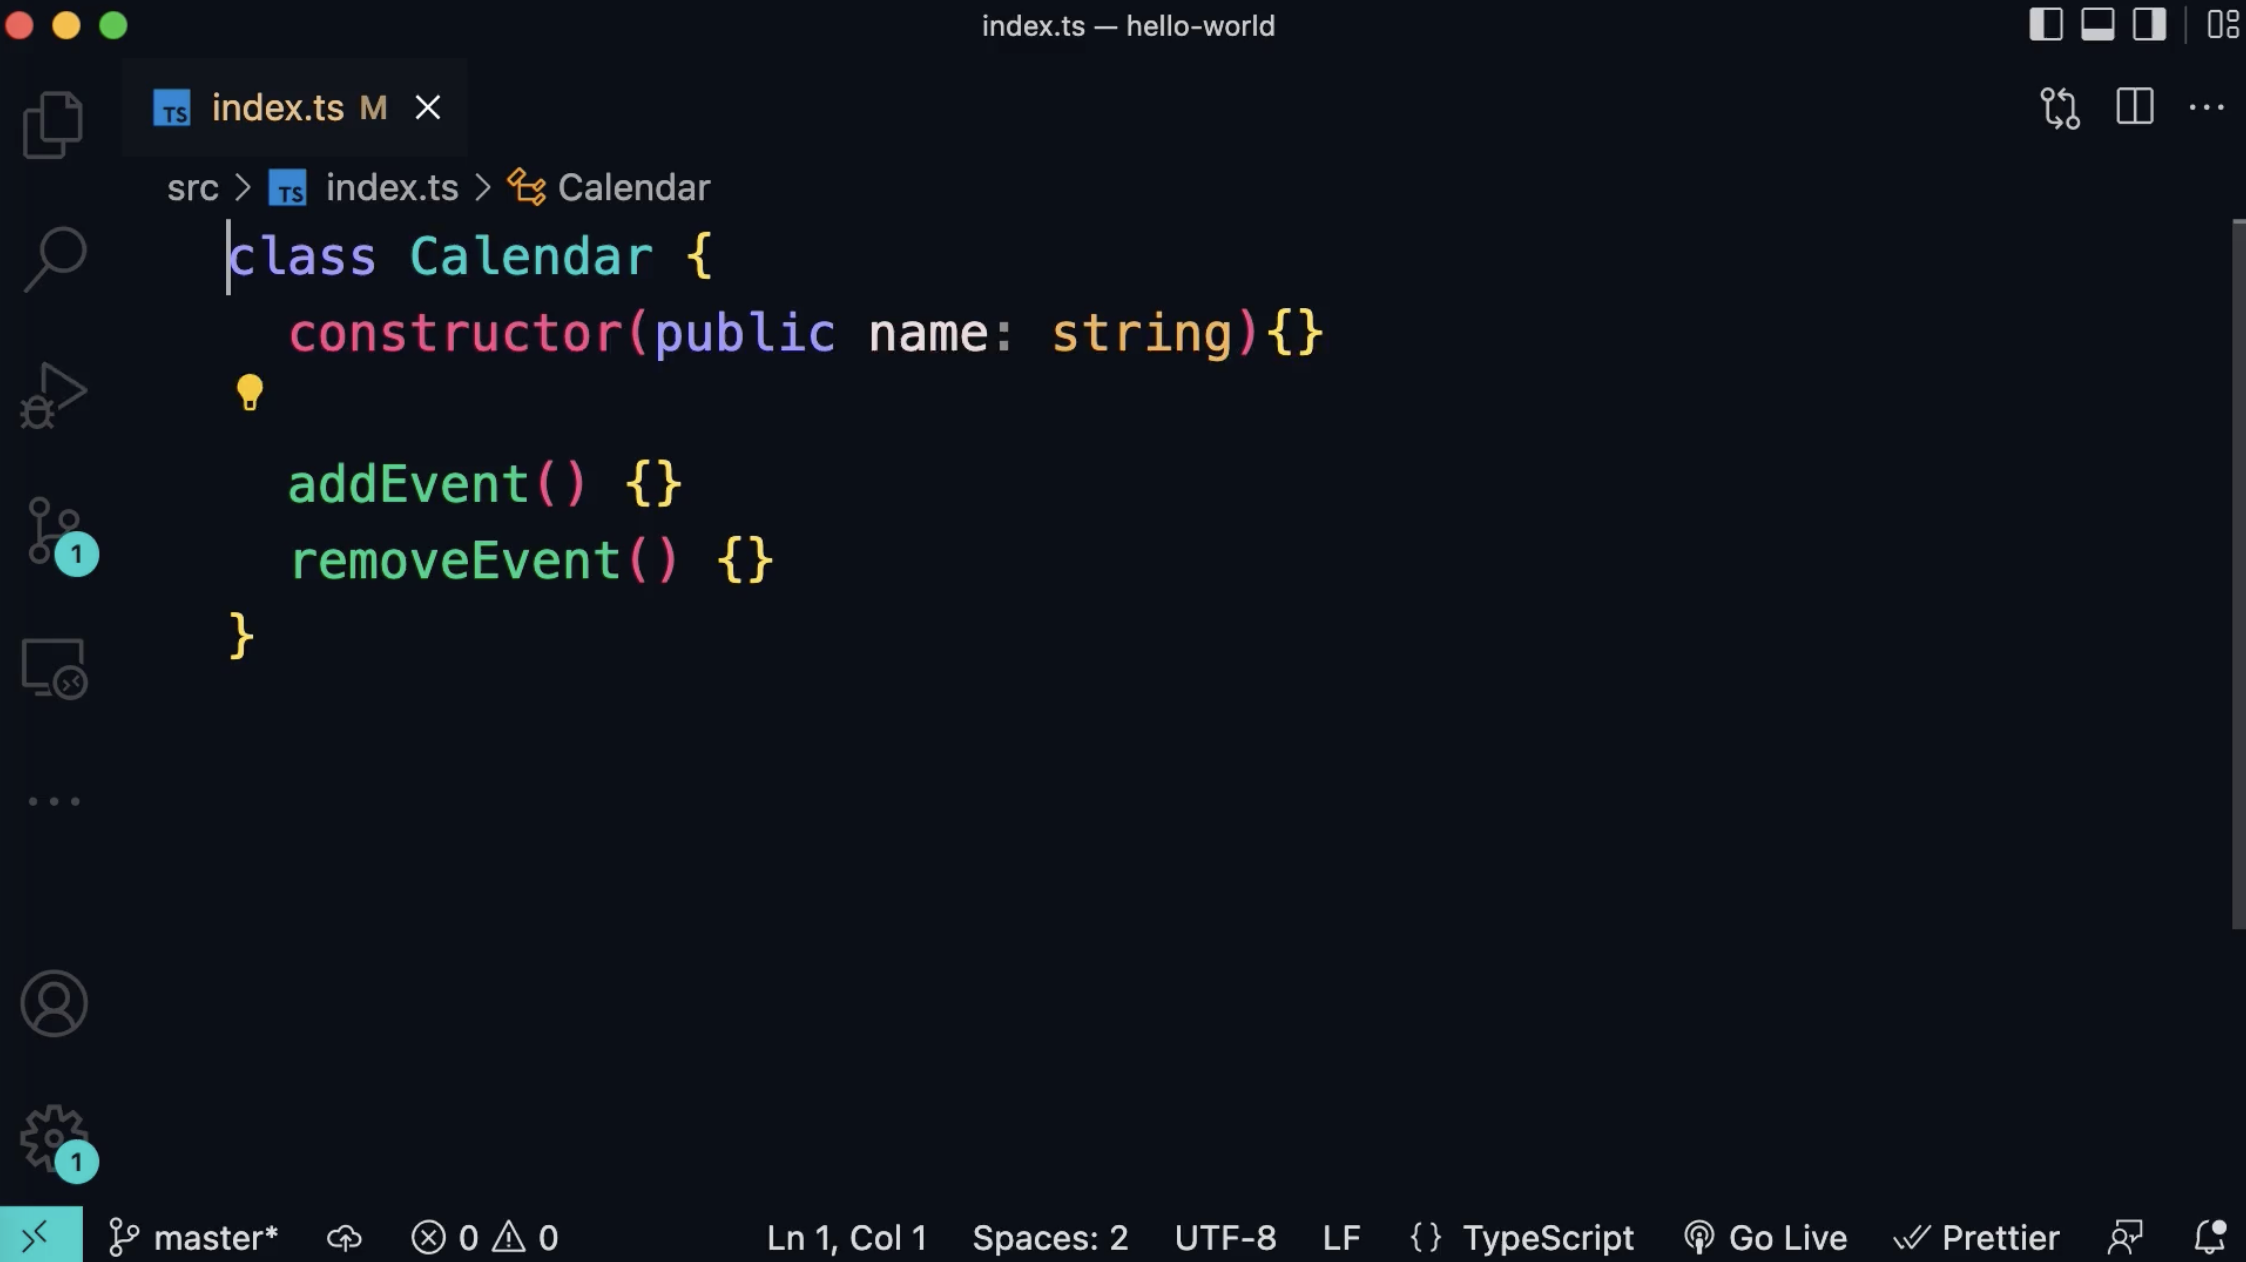 index.ts — hello-world
TS index.ts M
src > TS index.ts > Calendar
class Calendar {
constructor(public name: string){}
addEvent() {}
removeEvent() {}
}
1
1
master* 0 0 Ln 1, Col 1 Spaces: 2 UTF-8 LF {} TypeScript Go Live Prettier